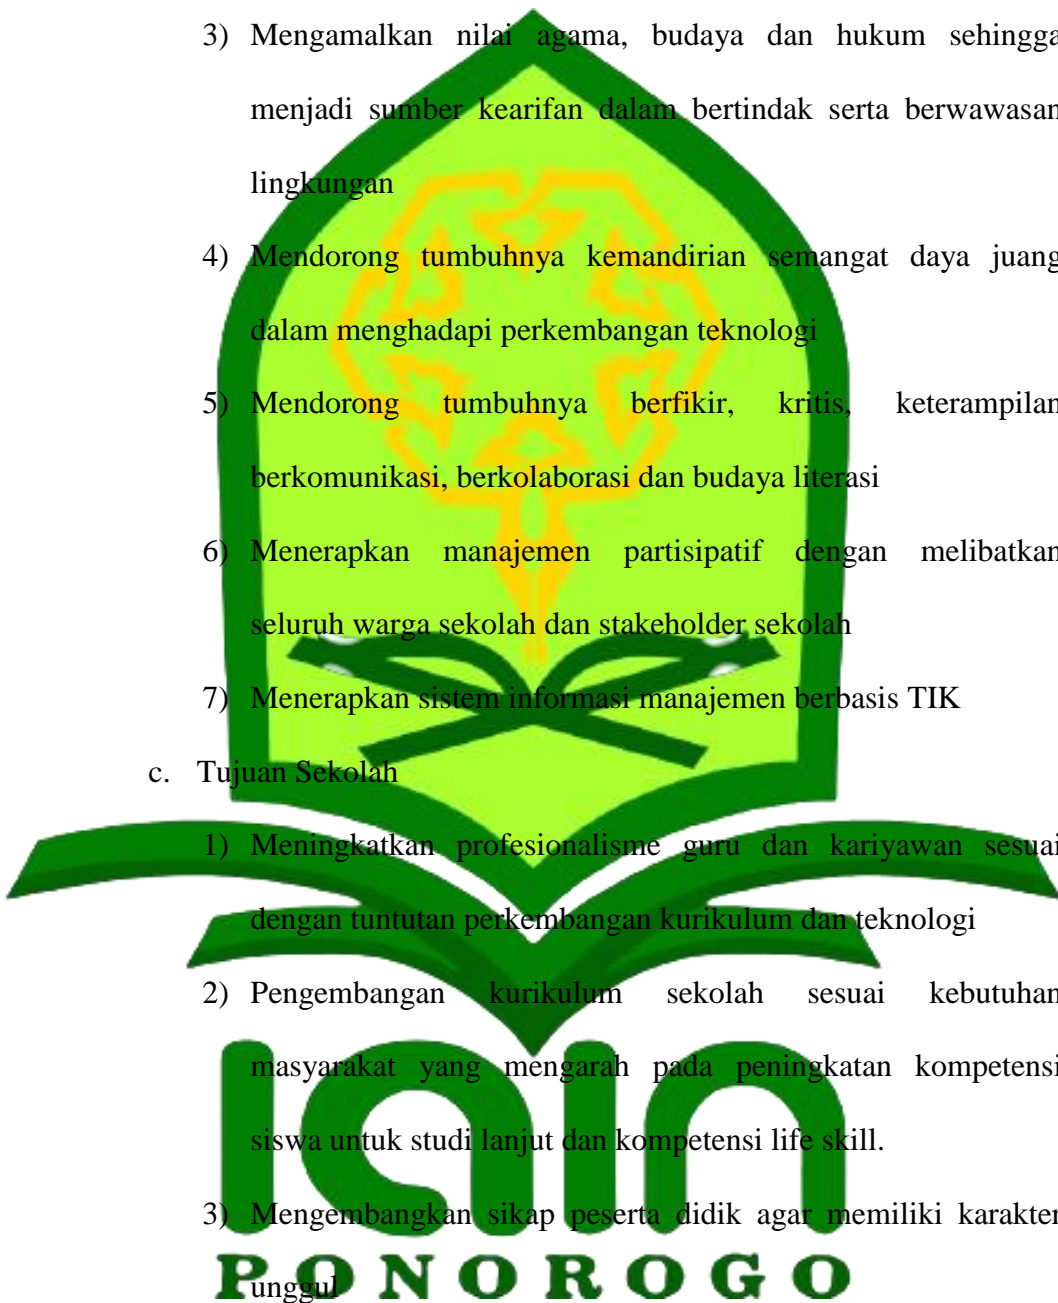 3) Mengamalkan nilai agama, budaya dan hukum sehingga
menjadi sumber kearifan dalam bertindak serta berwawasan
lingkungan
4) Mendorong tumbuhnya kemandirian semangat daya juang
dalam menghadapi perkembangan teknologi
5) Mendorong tumbuhnya berfikir, kritis, keterampilan
berkomunikasi, berkolaborasi dan budaya literasi
6) Menerapkan manajemen partisipatif dengan melibatkan
seluruh warga sekolah dan stakeholder sekolah
7) Menerapkan sistem informasi manajemen berbasis TIK
c. Tujuan Sekolah
1) Meningkatkan profesionalisme guru dan kariyawan sesuai
dengan tuntutan perkembangan kurikulum dan teknologi
2) Pengembangan kurikulum sekolah sesuai kebutuhan
masyarakat yang mengarah pada peningkatan kompetensi
siswa untuk studi lanjut dan kompetensi life skill.
3) Mengembangkan sikap peserta didik agar memiliki karakter
unggul
iain
PONOROGO